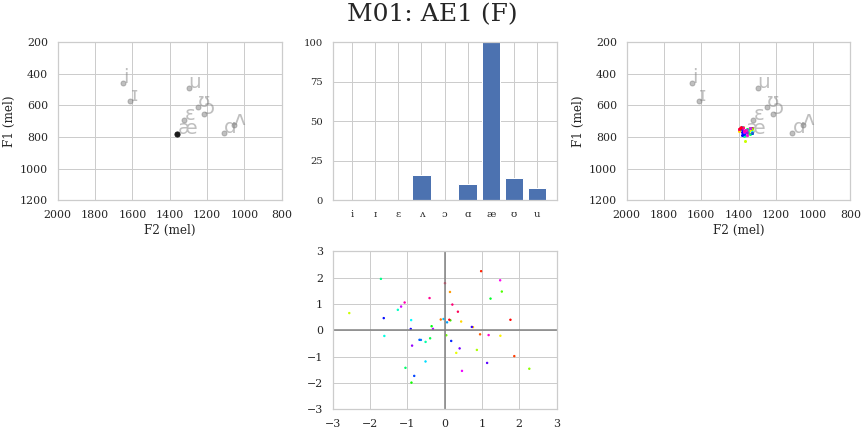 M01: AE1 (F)
200
400
600
800
1000
1200
F1 (mel)
2000 1800 1600 1400 1200 1000 800
F2 (mel)
i
ɪ
u
ʊ
ɔ
ɛ
æ
ɑ
ʌ
100
75
50
25
0
i ɪ ɛ ʌ ɔ ɑ æ ʊ u
200
400
600
800
1000
1200
F1 (mel)
2000 1800 1600 1400 1200 1000 800
F2 (mel)
i
ɪ
u
ʊ
ɔ
ɛ
æ
ɑ
ʌ
3
2
1
0
−1
−2
−3
−3 −2 −1 0 1 2 3